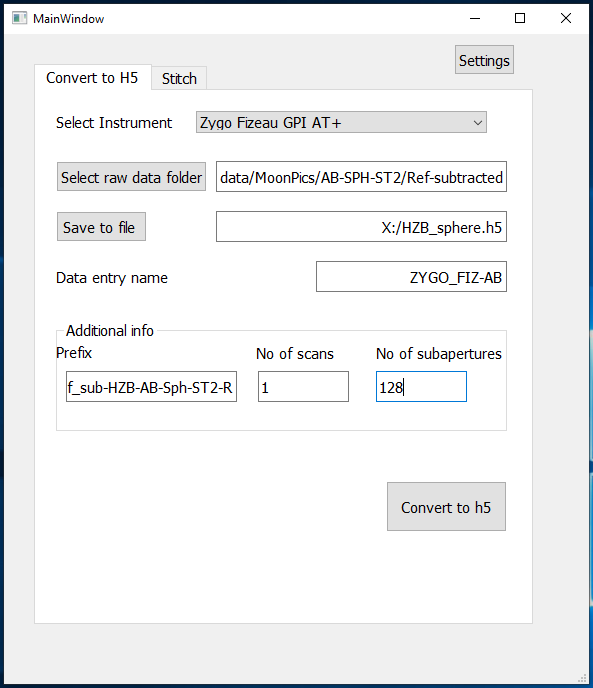 MainWindow
Settings
Convert to H5
Stitch
Select Instrument
Zygo Fizeau GPI AT+
Select raw data folder
data/MoonPics/AB-SPH-ST2/Ref-subtracted
Save to file
X:/HZB_sphere.h5
Data entry name
ZYGO_FIZ-AB
Additional info
Prefix
No of scans
No of subapertures
f_sub-HZB-AB-Sph-ST2-R
1
128
Convert to h5